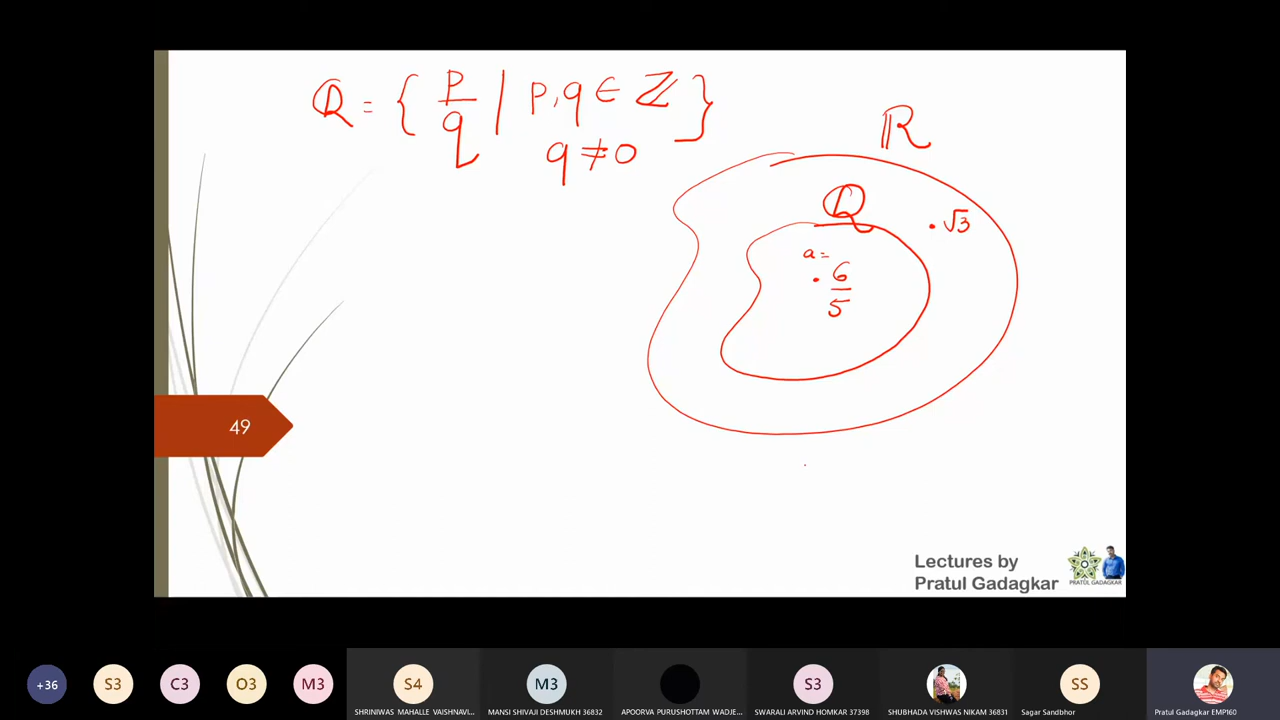 ℚ = { p/q | p, q ∈ ℤ }
q ≠ 0
ℝ
ℚ
. √3
a =
. 6/5
49
Lectures by
Pratul Gadagkar
PRATUL GADAGKAR
+36
S3
C3
O3
M3
S4
M3
S3
SS
SHRINIWAS MAHALLE VAISHNAVI...
MANSI SHIVAJI DESHMUKH 36832
APOORVA PURUSHOTTAM WADJE...
SWARALI ARVIND HOMKAR 37398
SHUBHADA VISHWAS NIKAM 36831
Sagar Sandbhor
Pratul Gadagkar EMP160